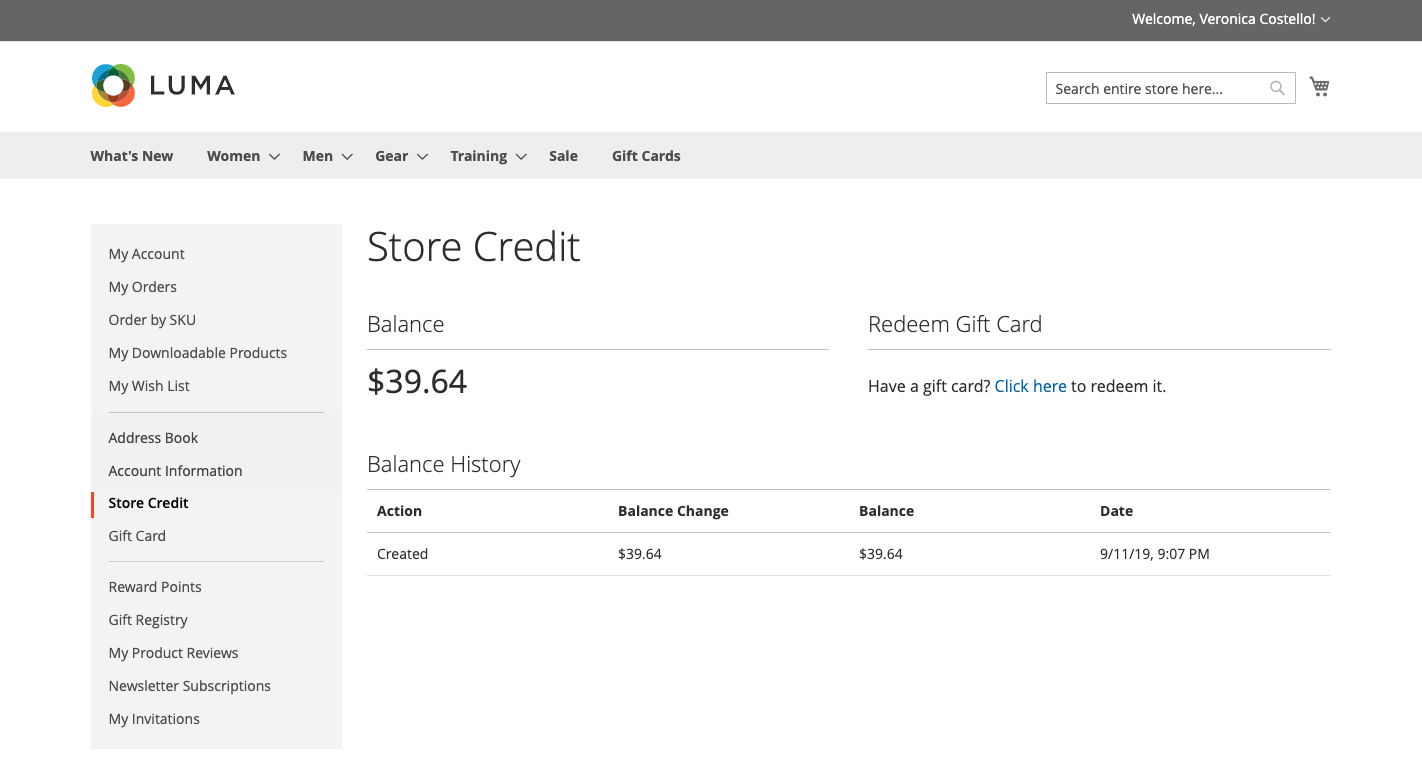 Welcome, Veronica Costello!
LUMA
Search entire store here...
What's New Women Men Gear Training Sale Gift Cards
My Account
My Orders
Order by SKU
My Downloadable Products
My Wish List
Address Book
Account Information
Store Credit
Gift Card
Reward Points
Gift Registry
My Product Reviews
Newsletter Subscriptions
My Invitations
Store Credit
Balance
$39.64
Redeem Gift Card
Have a gift card? Click here to redeem it.
Balance History
Action Balance Change Balance Date
Created $39.64 $39.64 9/11/19, 9:07 PM